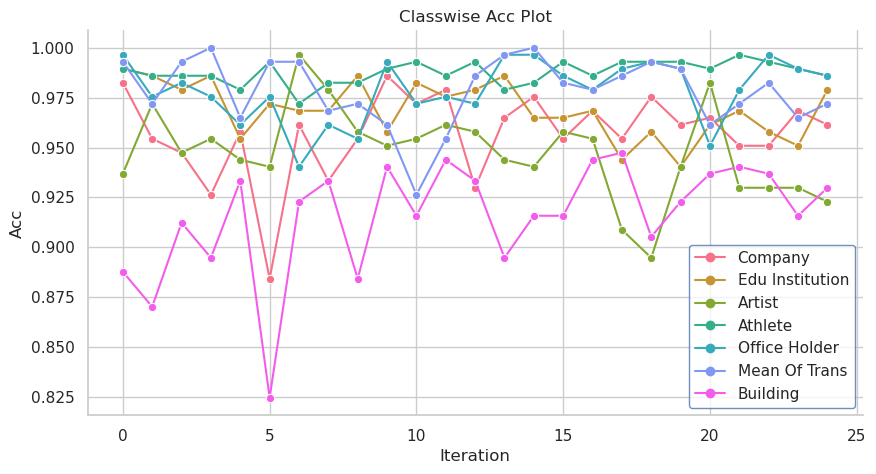 Classwise Acc Plot
1.000
0.975
0.950
0.925
0.900
0.875
0.850
0.825
Acc
0 5 10 15 20 25
Iteration
Company
Edu Institution
Artist
Athlete
Office Holder
Mean Of Trans
Building